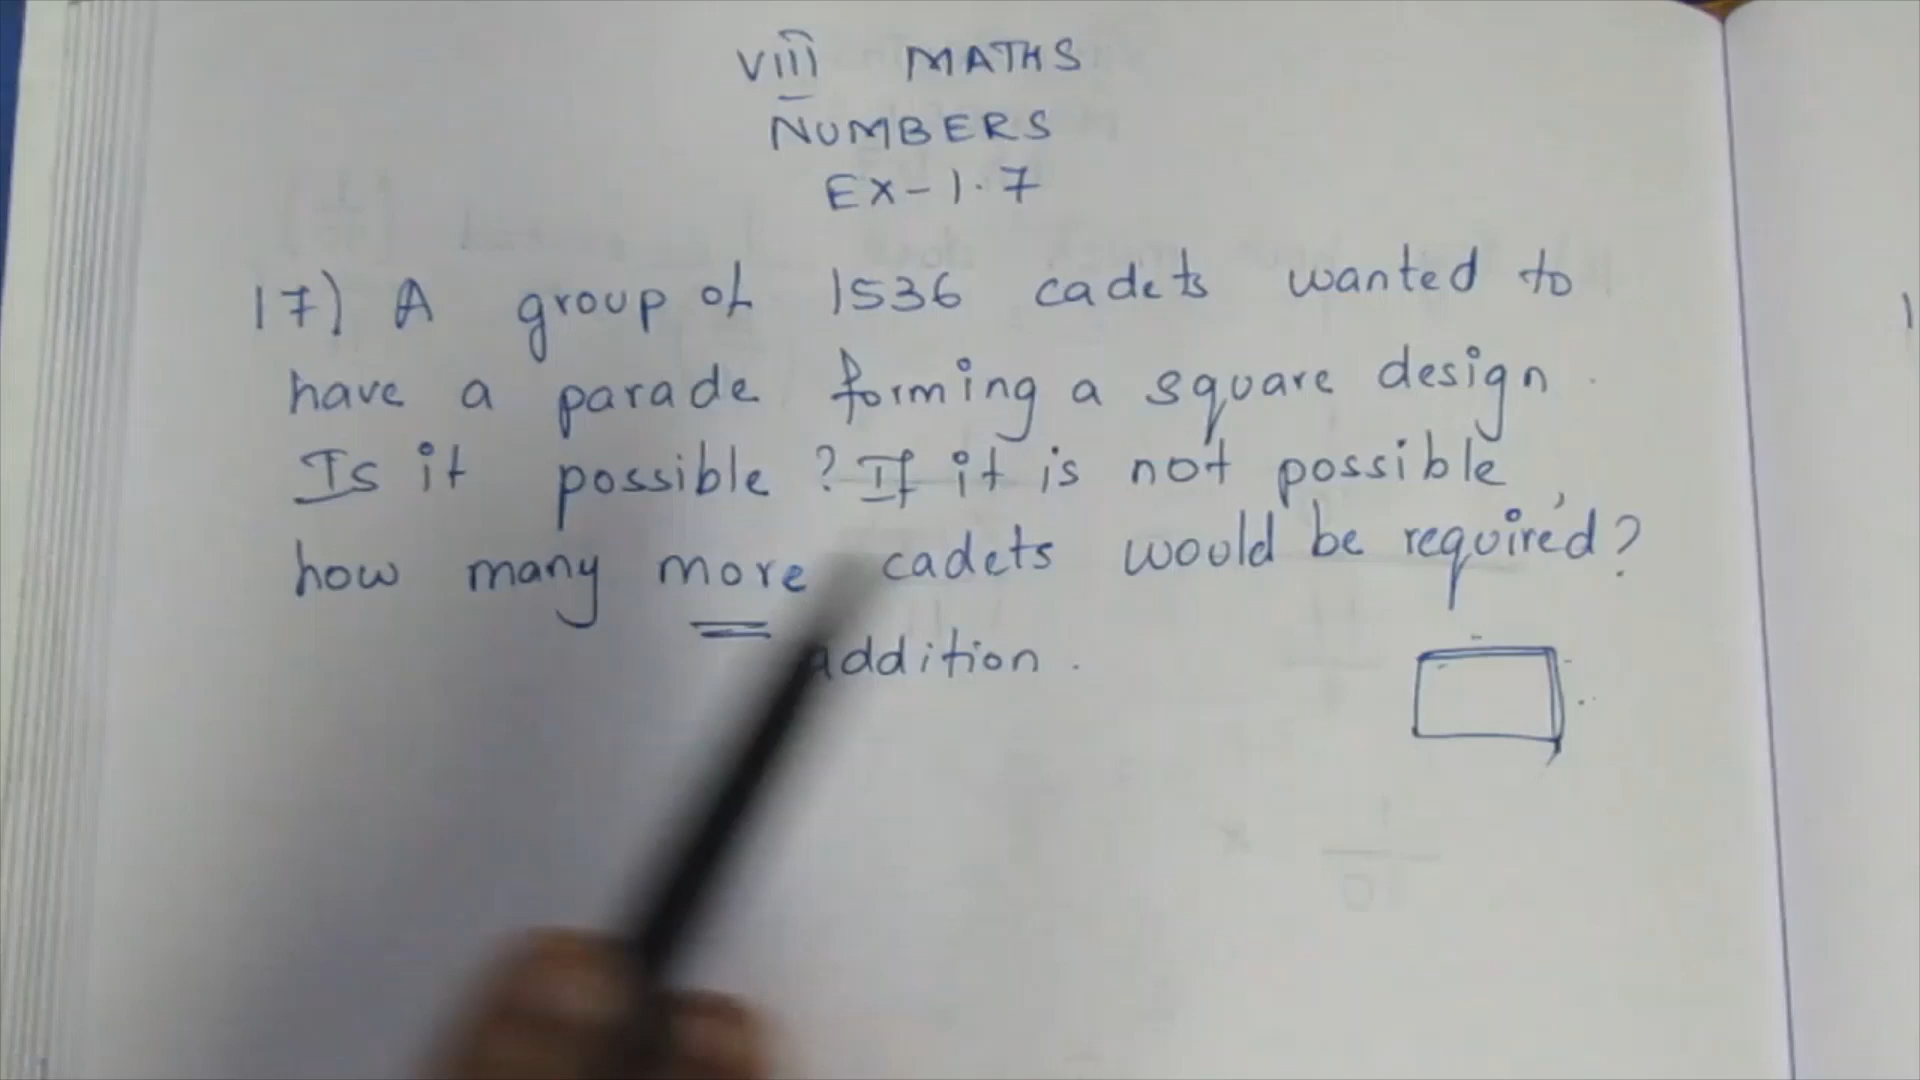 VIII MATHS
NUMBERS
EX-1.7
17) A group of 1536 cadets wanted to
have a parade forming a square design.
Is it possible? If it is not possible,
how many more cadets would be required?
addition.